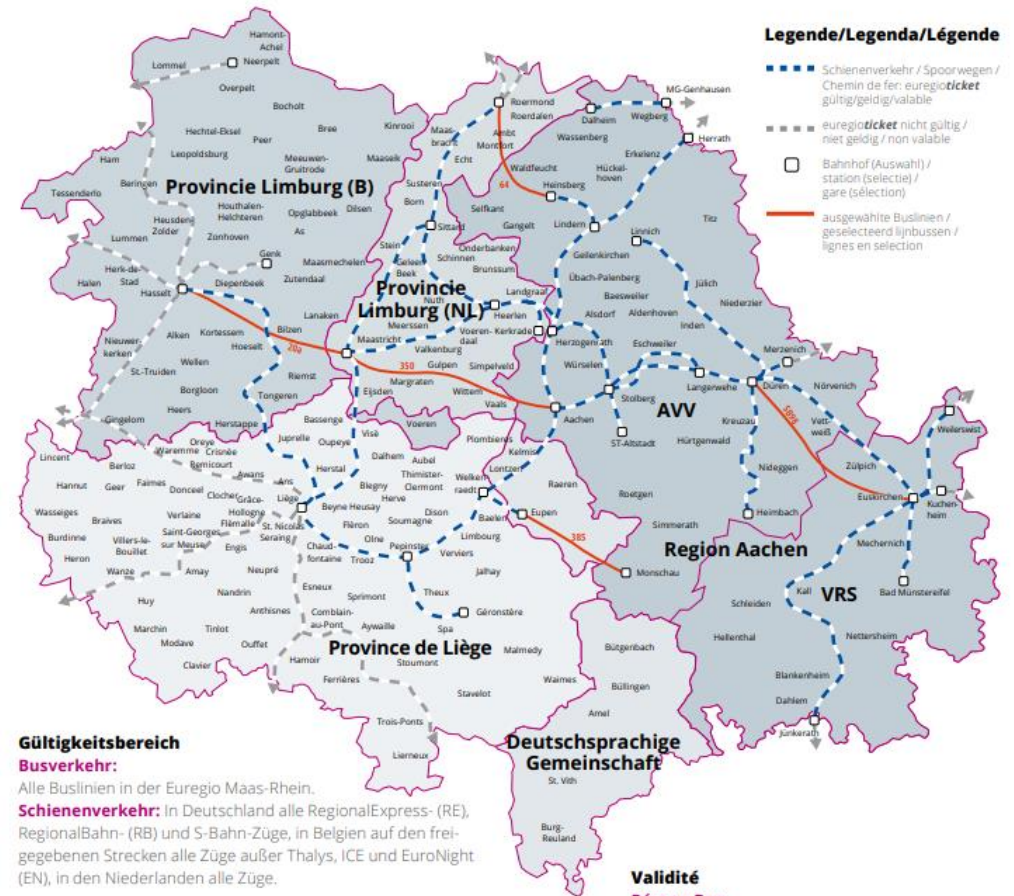 Legende/Legenda/Légende
Schienenverkehr / Spoorwegen /
Chemin de fer: euregioticket
gültig/geldig/valable
euregioticket nicht gültig /
niet geldig / non valable
Bahnhof (Auswahl) /
station (selectie) /
gare (sélection)
ausgewählte Buslinien /
geselecteerd lijnbussen /
lignes en selection
Hamont-
Achel
Neerpelt
Lommel
Overpelt
Bocholt
Hechtel-Eksel
Peer
Bree
Kinrooi
Leopoldsburg
Meeuwen-
Gruitrode
Maaseik
Ham
Beringen
Tessenderlo
Provincie Limburg (B)
Houthalen-
Helchteren
Opglabbeek
Dilsen
Heusden-
Zolder
Zonhoven
As
Lummen
Genk
Maasmechelen
Herk-de-
Stad
Zutendaal
Halen
Hasselt
Diepenbeek
Lanaken
Alken
Kortessem
Bilzen
Hoeselt
20a
Nieuwer-
kerken
Wellen
St.-Truiden
Riemst
Borgloon
Tongeren
Heers
Gingelom
Herstappe
Roermond
Roerdalen
Maas-
bracht
Ambt
Montfort
Echt
Susteren
Born
Sittard
Stein
Geleen
Beek
Onderbanken
Schinnen
Brunssum
Provincie
Limburg (NL)
Nuth
Landgraaf
Heerlen
Meerssen
Maastricht
Voeren-
daal
Kerkrade
Valkenburg
350
Gulpen
Simpelveld
Margraten
Eijsden
Wittem
Vaals
Voeren
64
Dalheim
Wegberg
MG-Genhausen
Wassenberg
Herrath
Erkelenz
Waldfeucht
Hückel-
hoven
Heinsberg
Selfkant
Gangelt
Lindern
Linnich
Titz
Geilenkirchen
Übach-Palenberg
Jülich
Baesweiler
Niederzier
Alsdorf
Aldenhoven
Inden
Herzogenrath
Eschweiler
Merzenich
Würselen
Langerwehe
Düren
Nörvenich
Stolberg
AVV
Aachen
Kreuzau
5098
Vett-
weiß
Weilerswist
ST-Altstadt
Hürtgenwald
Zülpich
Nideggen
Euskirchen
Kuchen-
heim
Roetgen
Heimbach
Simmerath
Mechernich
Region Aachen
Monschau
Kall
VRS
Bad Münstereifel
Schleiden
Hellenthal
Nettersheim
Blankenheim
Dahlem
Jünkerath
Bassenge
Visé
Plombieres
Kelmis
Lincent
Oreye
Waremme
Crisnée
Remicourt
Juprelle
Oupeye
Dalhem
Aubel
Lontzen
Berloz
Awans
Herstal
Thimister-
Clermont
Welken-
raedt
Raeren
Hannut
Geer
Faimes
Donceel
Ans
Blegny
Herve
Clocher
Grâce-
Hollogne
Liège
Beyne Heusay
Dison
Eupen
Wasseiges
Braives
Verlaine
Flémalle
St. Nicolas
Seraing
Fléron
Soumagne
Baelen
385
Burdinne
Villers-le-
Bouillet
Saint-Georges
sur Meuse
Engis
Chaud-
fontaine
Olne
Trooz
Pepinster
Limbourg
Verviers
Heron
Wanze
Amay
Neupré
Jalhay
Huy
Nandrin
Esneux
Sprimont
Theux
Anthisnes
Comblain-
au-Pont
Géronstère
Marchin
Tinlot
Aywaille
Spa
Modave
Ouffet
Province de Liège
Malmedy
Clavier
Hamoir
Stoumont
Ferrières
Waimes
Stavelot
Trois-Ponts
Lierneux
Bütgenbach
Büllingen
Amel
Deutschsprachige
Gemeinschaft
St. Vith
Burg-
Reuland
Gültigkeitsbereich
Busverkehr:
Alle Buslinien in der Euregio Maas-Rhein.
Schienenverkehr: In Deutschland alle RegionalExpress- (RE),
RegionalBahn- (RB) und S-Bahn-Züge, in Belgien auf den frei-
gegebenen Strecken alle Züge außer Thalys, ICE und EuroNight
(EN), in den Niederlanden alle Züge.
Validité